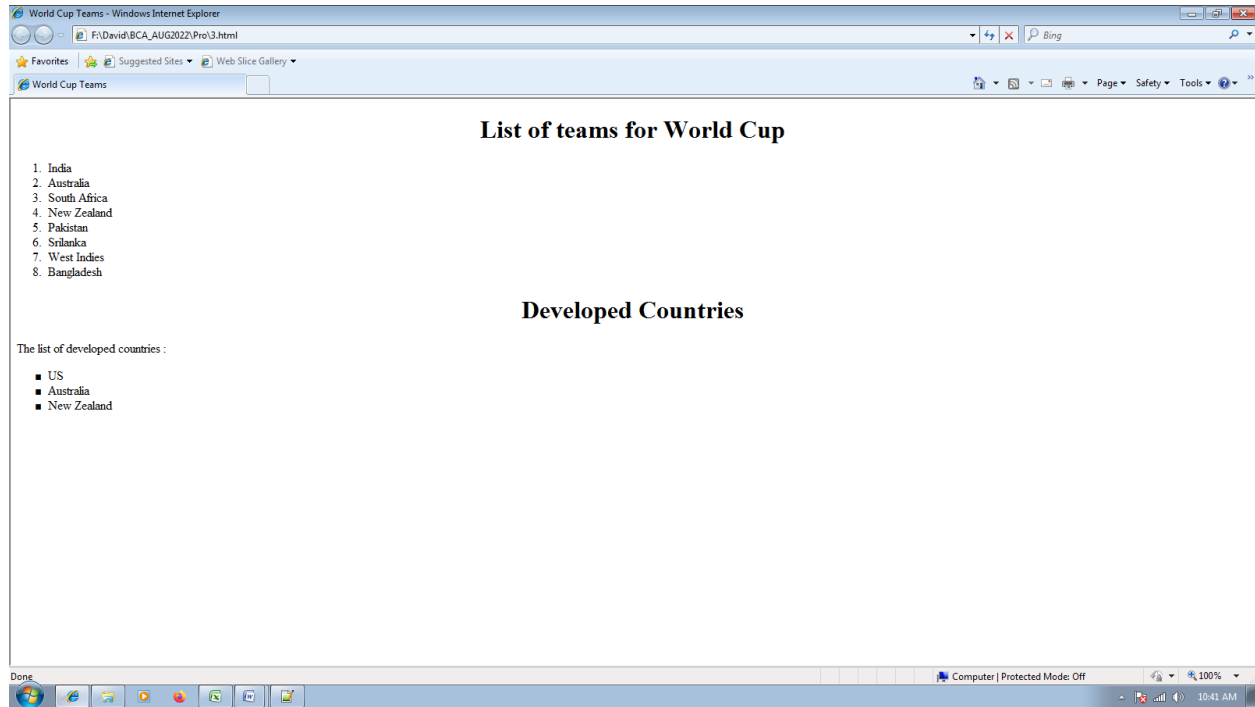 World Cup Teams - Windows Internet Explorer
F:\David\BCA_AUG2022\Pro\3.html
Bing
Favorites Suggested Sites Web Slice Gallery
World Cup Teams
Page Safety Tools
List of teams for World Cup
1. India
2. Australia
3. South Africa
4. New Zealand
5. Pakistan
6. Srilanka
7. West Indies
8. Bangladesh
Developed Countries
The list of developed countries :
■ US
■ Australia
■ New Zealand
Done Computer | Protected Mode: Off 100%
10:41 AM